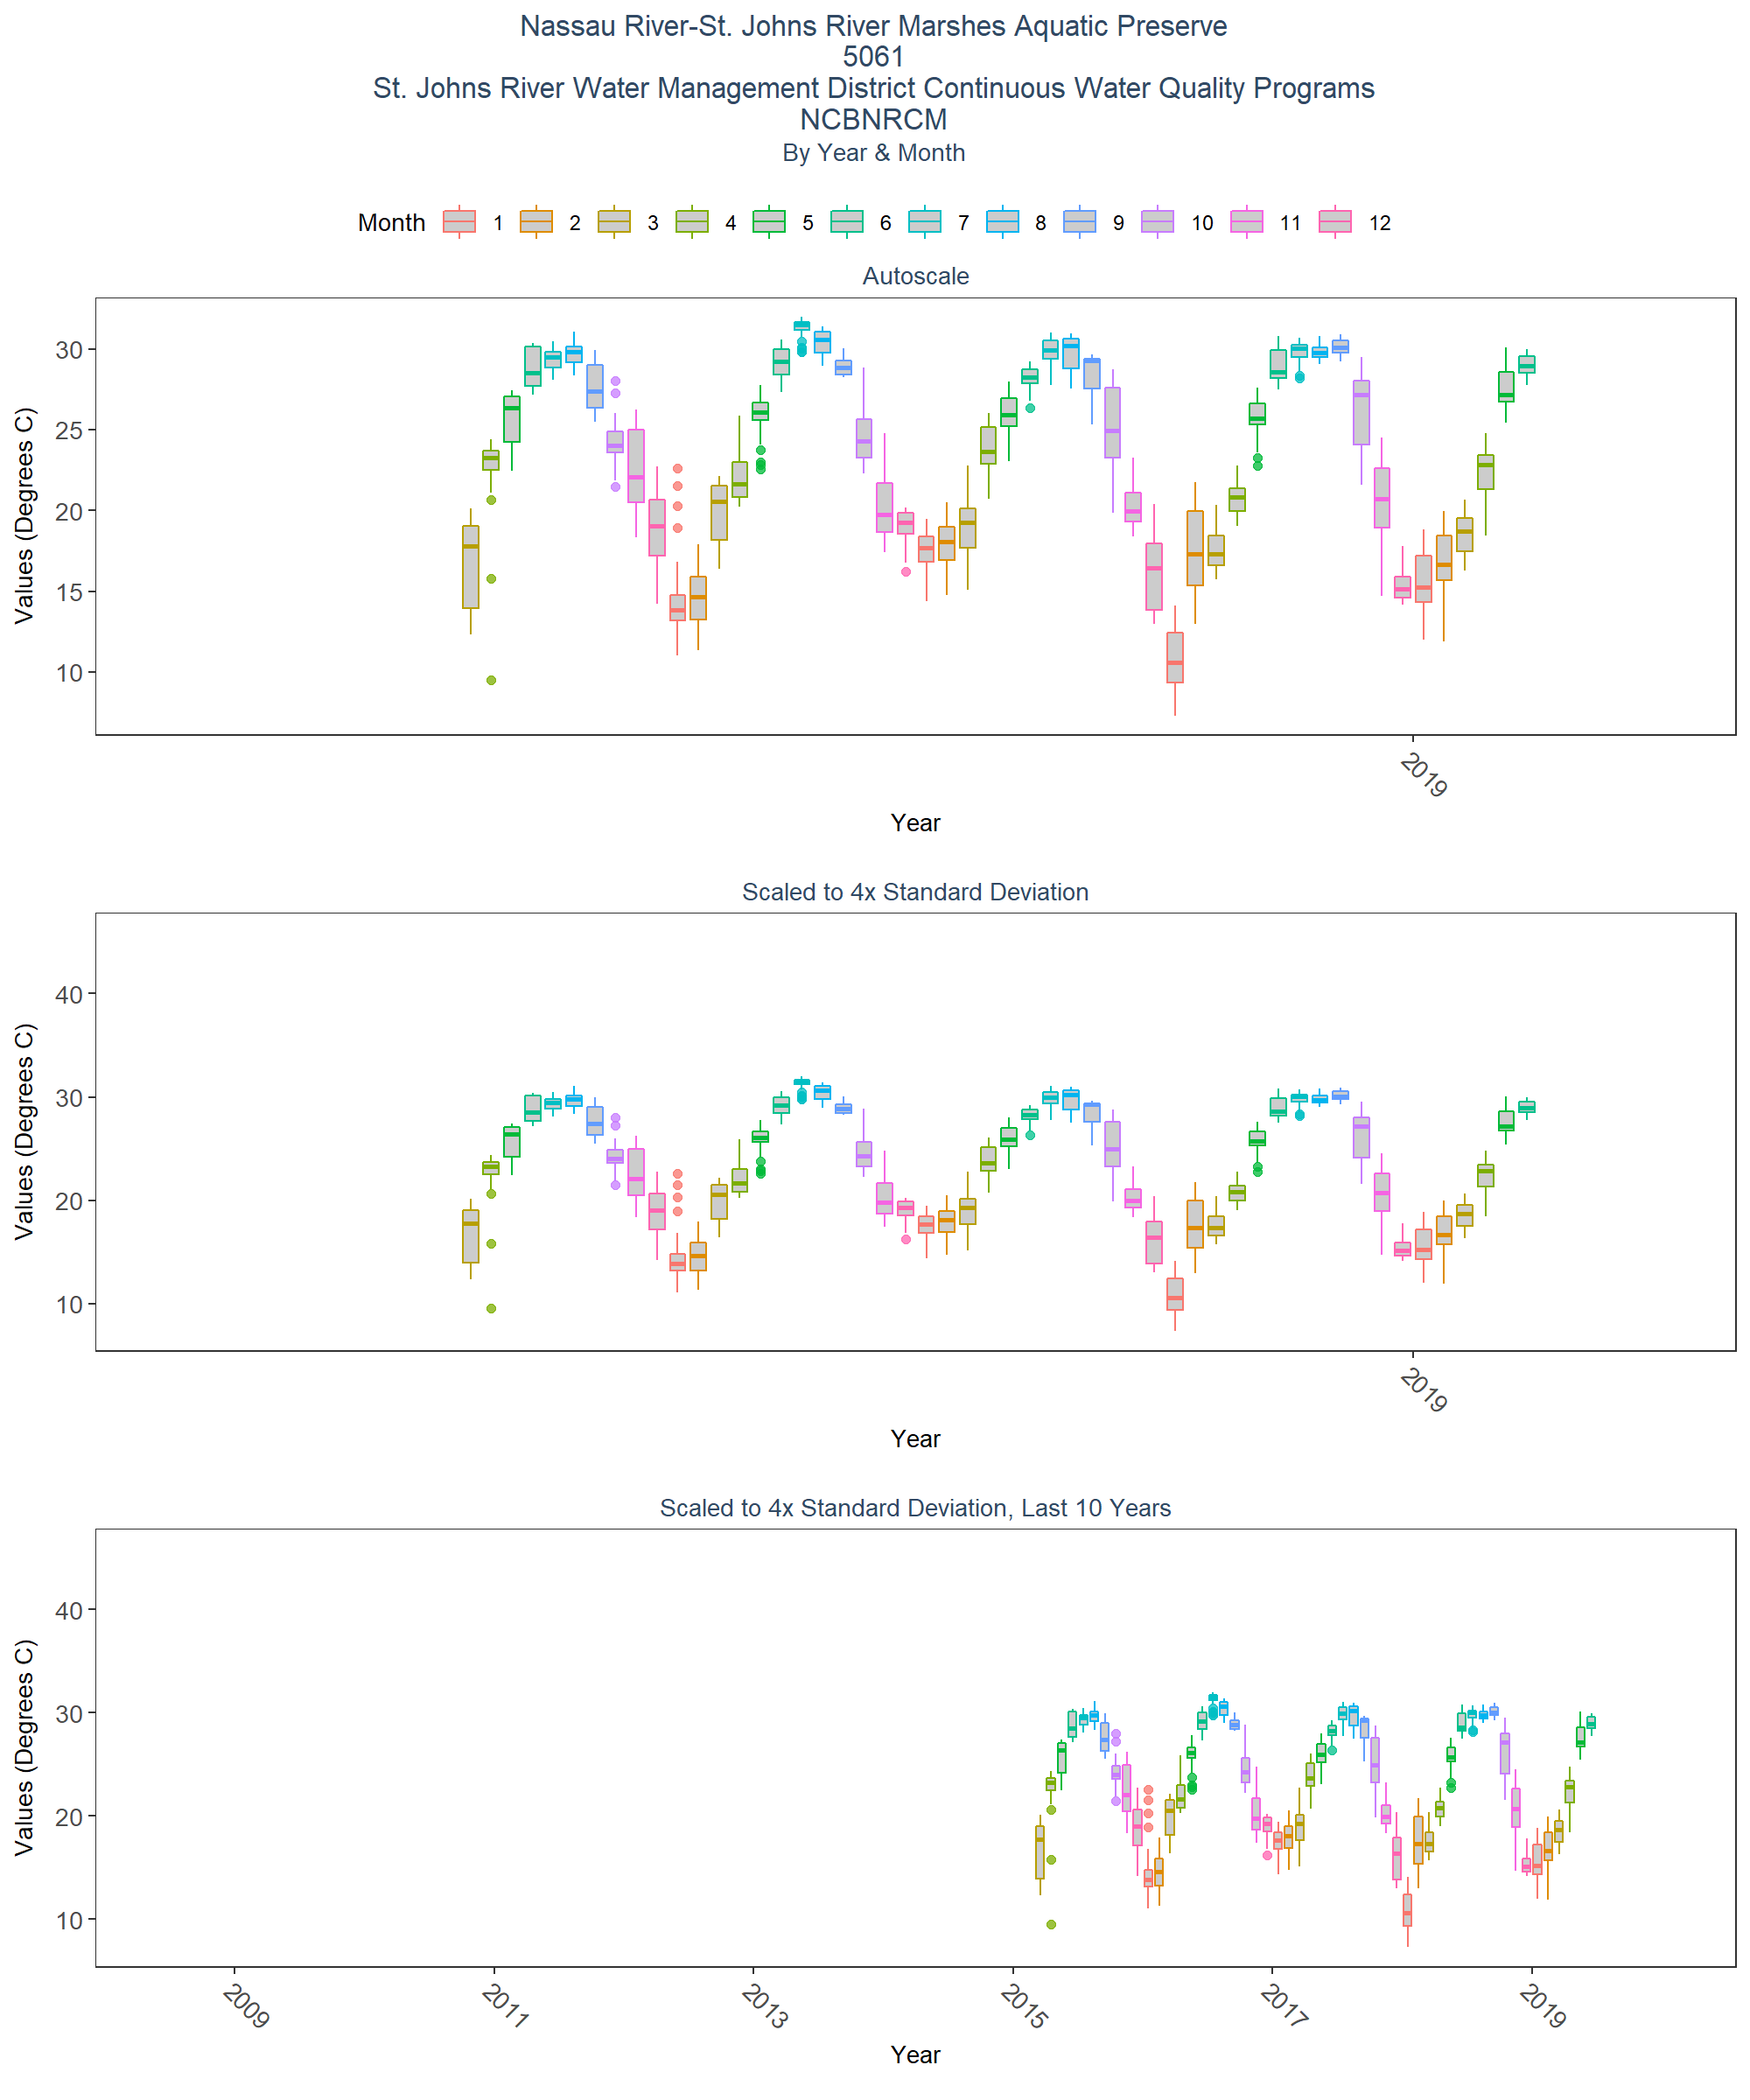 Nassau River-St. Johns River Marshes Aquatic Preserve
5061
St. Johns River Water Management District Continuous Water Quality Programs
NCBNRCM
By Year & Month
Month 1 2 3 4 5 6 7 8 9 10 11 12
Autoscale
Values (Degrees C)
30
25
20
15
10
2019
Year
Scaled to 4x Standard Deviation
Values (Degrees C)
40
30
20
10
2019
Year
Scaled to 4x Standard Deviation, Last 10 Years
Values (Degrees C)
40
30
20
10
2009 2011 2013 2015 2017 2019
Year